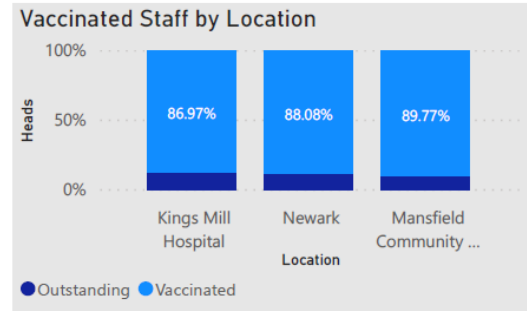 Vaccinated Staff by Location
100%
50%
0%
Heads
86.97%
88.08%
89.77%
Kings Mill
Hospital
Newark
Mansfield
Community ...
Location
Outstanding
Vaccinated